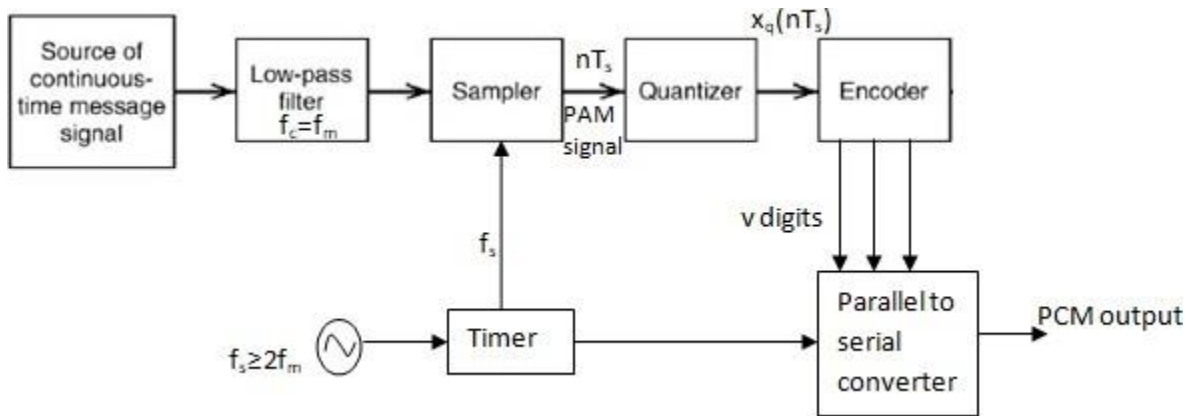 Source of
continuous-
time message
signal
Low-pass
filter
f_c=f_m
Sampler
nT_s
PAM
signal
Quantizer
x_q(nT_s)
Encoder
v digits
f_s
f_s≥2f_m
Timer
Parallel to
serial
converter
PCM output